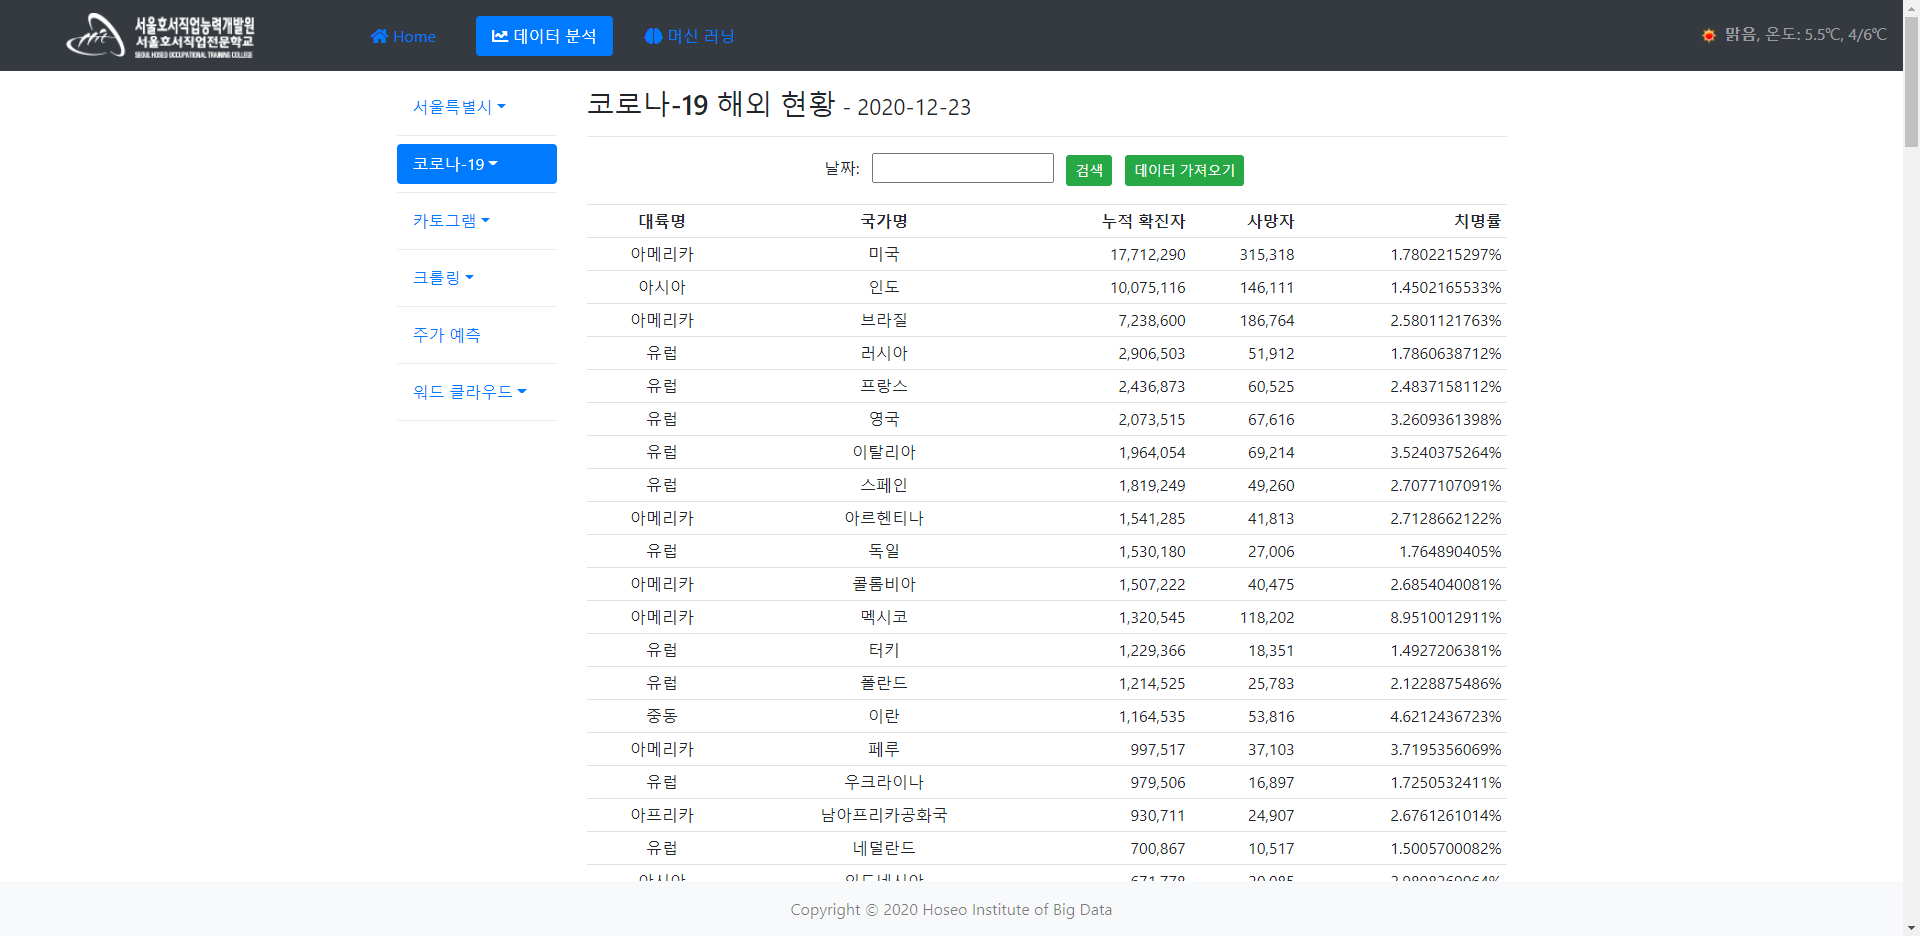 서울호서직업능력개발원
서울호서직업전문학교
SEOUL HOSEO OCCUPATIONAL TRAINING COLLEGE
Home 데이터 분석 머신 러닝
맑음, 온도: 5.5℃, 4/6℃
서울특별시
코로나-19
카토그램
크롤링
주가 예측
워드 클라우드
코로나-19 해외 현황 - 2020-12-23
날짜: 검색 데이터 가져오기
대륙명 국가명 누적 확진자 사망자 치명률
아메리카 미국 17,712,290 315,318 1.7802215297%
아시아 인도 10,075,116 146,111 1.4502165533%
아메리카 브라질 7,238,600 186,764 2.5801121763%
유럽 러시아 2,906,503 51,912 1.7860638712%
유럽 프랑스 2,436,873 60,525 2.4837158112%
유럽 영국 2,073,515 67,616 3.2609361398%
유럽 이탈리아 1,964,054 69,214 3.5240375264%
유럽 스페인 1,819,249 49,260 2.7077107091%
아메리카 아르헨티나 1,541,285 41,813 2.7128662122%
유럽 독일 1,530,180 27,006 1.764890405%
아메리카 콜롬비아 1,507,222 40,475 2.6854040081%
아메리카 멕시코 1,320,545 118,202 8.9510012911%
유럽 터키 1,229,366 18,351 1.4927206381%
유럽 폴란드 1,214,525 25,783 2.1228875486%
중동 이란 1,164,535 53,816 4.6212436723%
아메리카 페루 997,517 37,103 3.7195356069%
유럽 우크라이나 979,506 16,897 1.7250532411%
아프리카 남아프리카공화국 930,711 24,907 2.6761261014%
유럽 네덜란드 700,867 10,517 1.5005700082%
아시아 인도네시아
Copyright © 2020 Hoseo Institute of Big Data